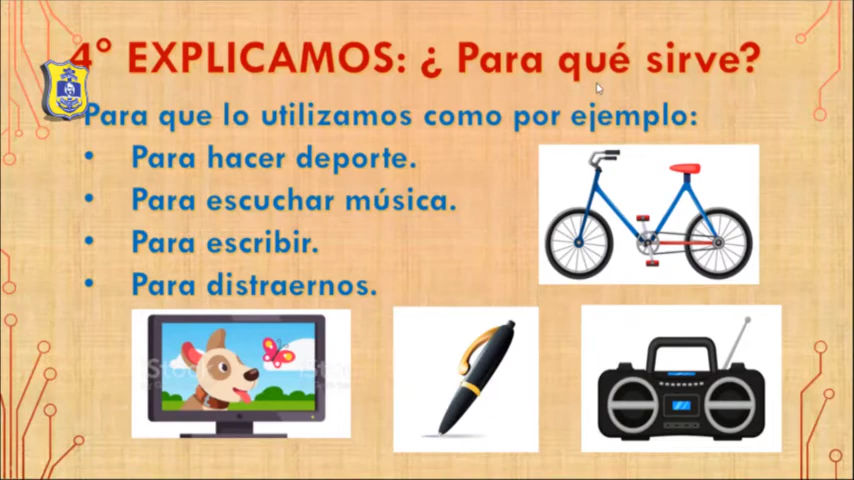 4° EXPLICAMOS: ¿ Para qué sirve?
Para que lo utilizamos como por ejemplo:
• Para hacer deporte.
• Para escuchar música.
• Para escribir.
• Para distraernos.